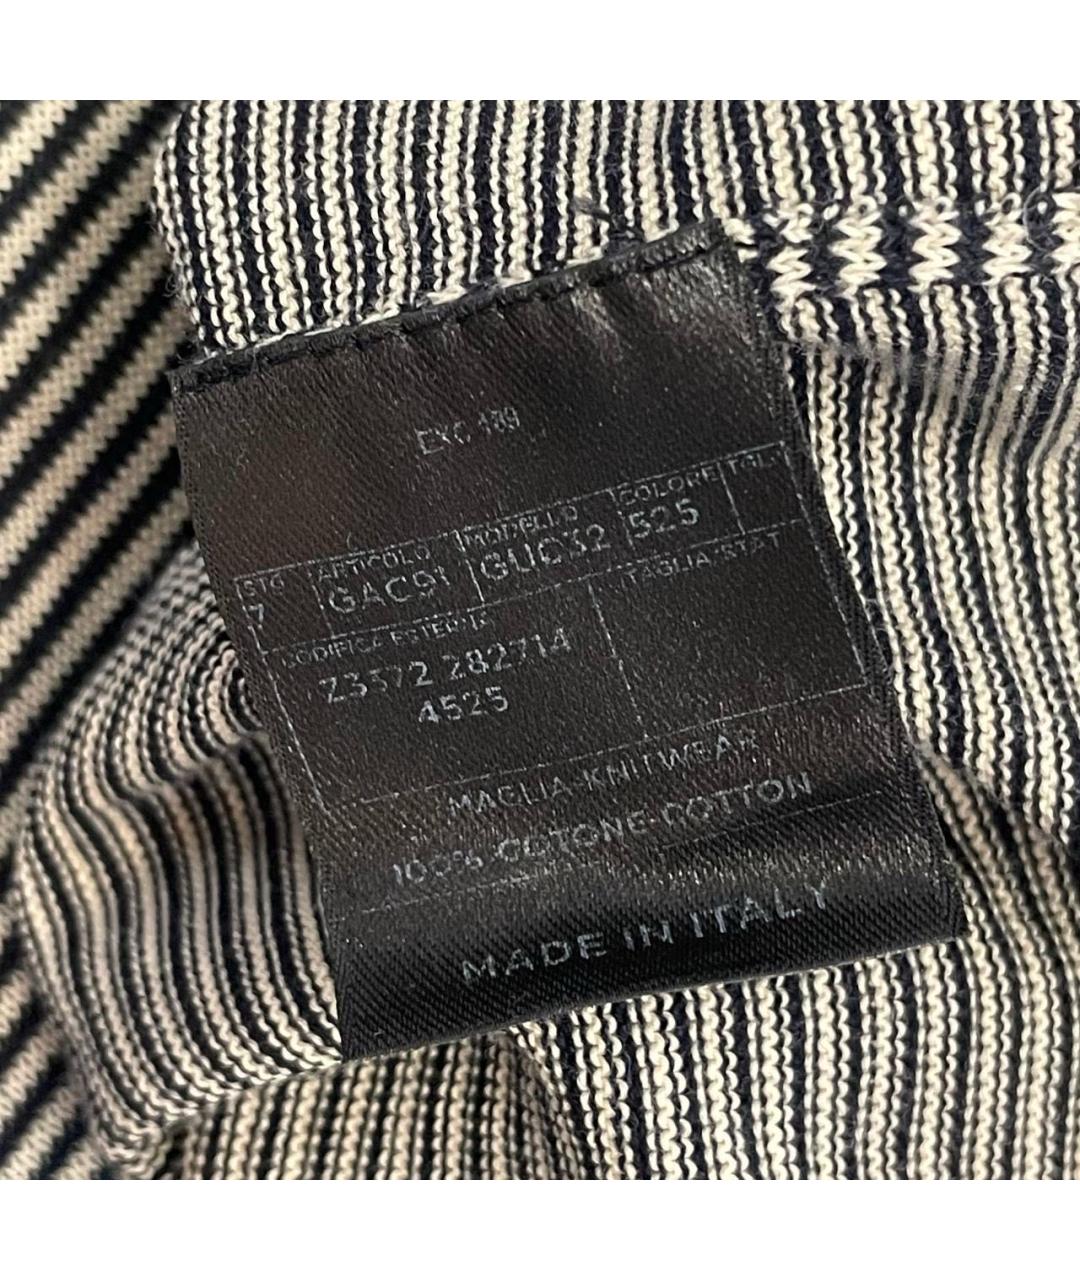 EXC 189
STG ARTICOLO MODELLO COLORE TGL
7 GAC91 GUC32 525
CODIFICA ESTERNA TAGLIA STAT
Z3372 282714
4525
MAGLIA-KNITWEAR
100% COTONE-COTTON
MADE IN ITALY